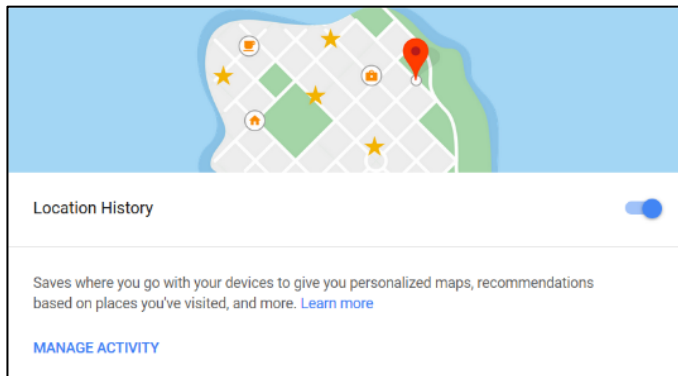 Location History
Saves where you go with your devices to give you personalized maps, recommendations
based on places you've visited, and more. Learn more
MANAGE ACTIVITY